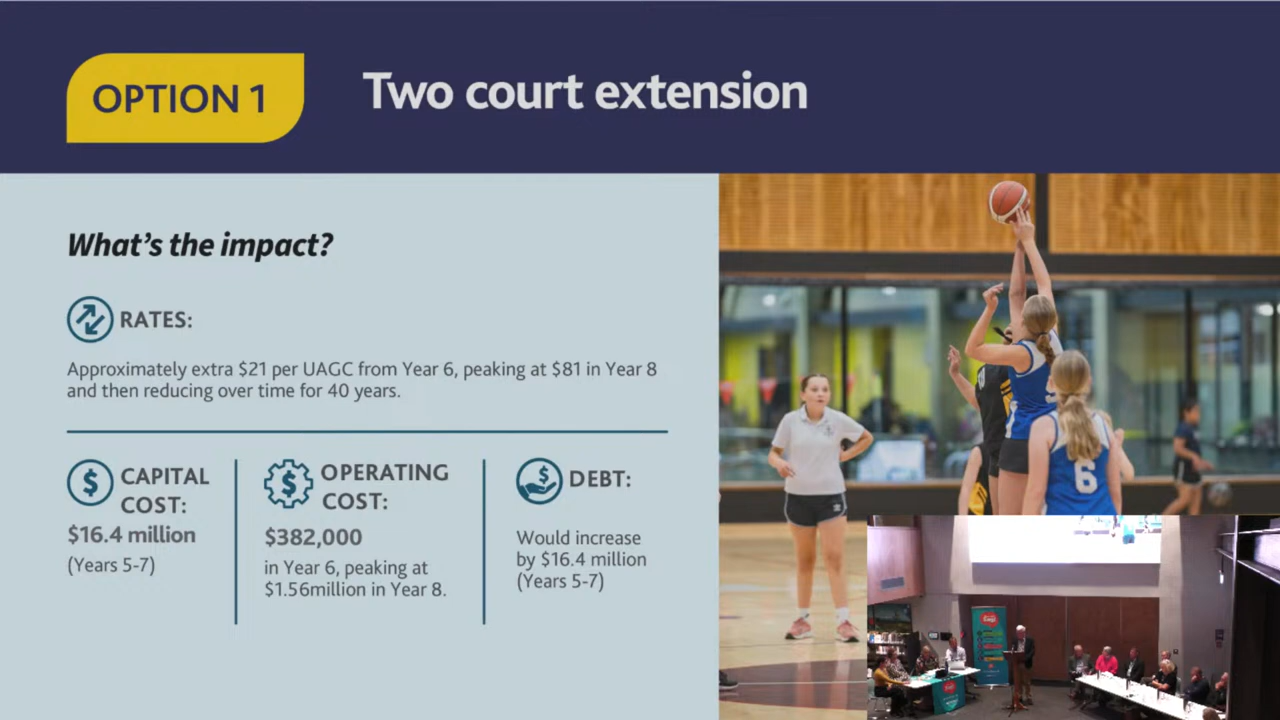 OPTION 1
Two court extension
What's the impact?
RATES:
Approximately extra $21 per UAGC from Year 6, peaking at $81 in Year 8
and then reducing over time for 40 years.
CAPITAL
COST:
$16.4 million
(Years 5-7)
OPERATING
COST:
$382,000
in Year 6, peaking at
$1.56million in Year 8.
DEBT:
Would increase
by $16.4 million
(Years 5-7)
6